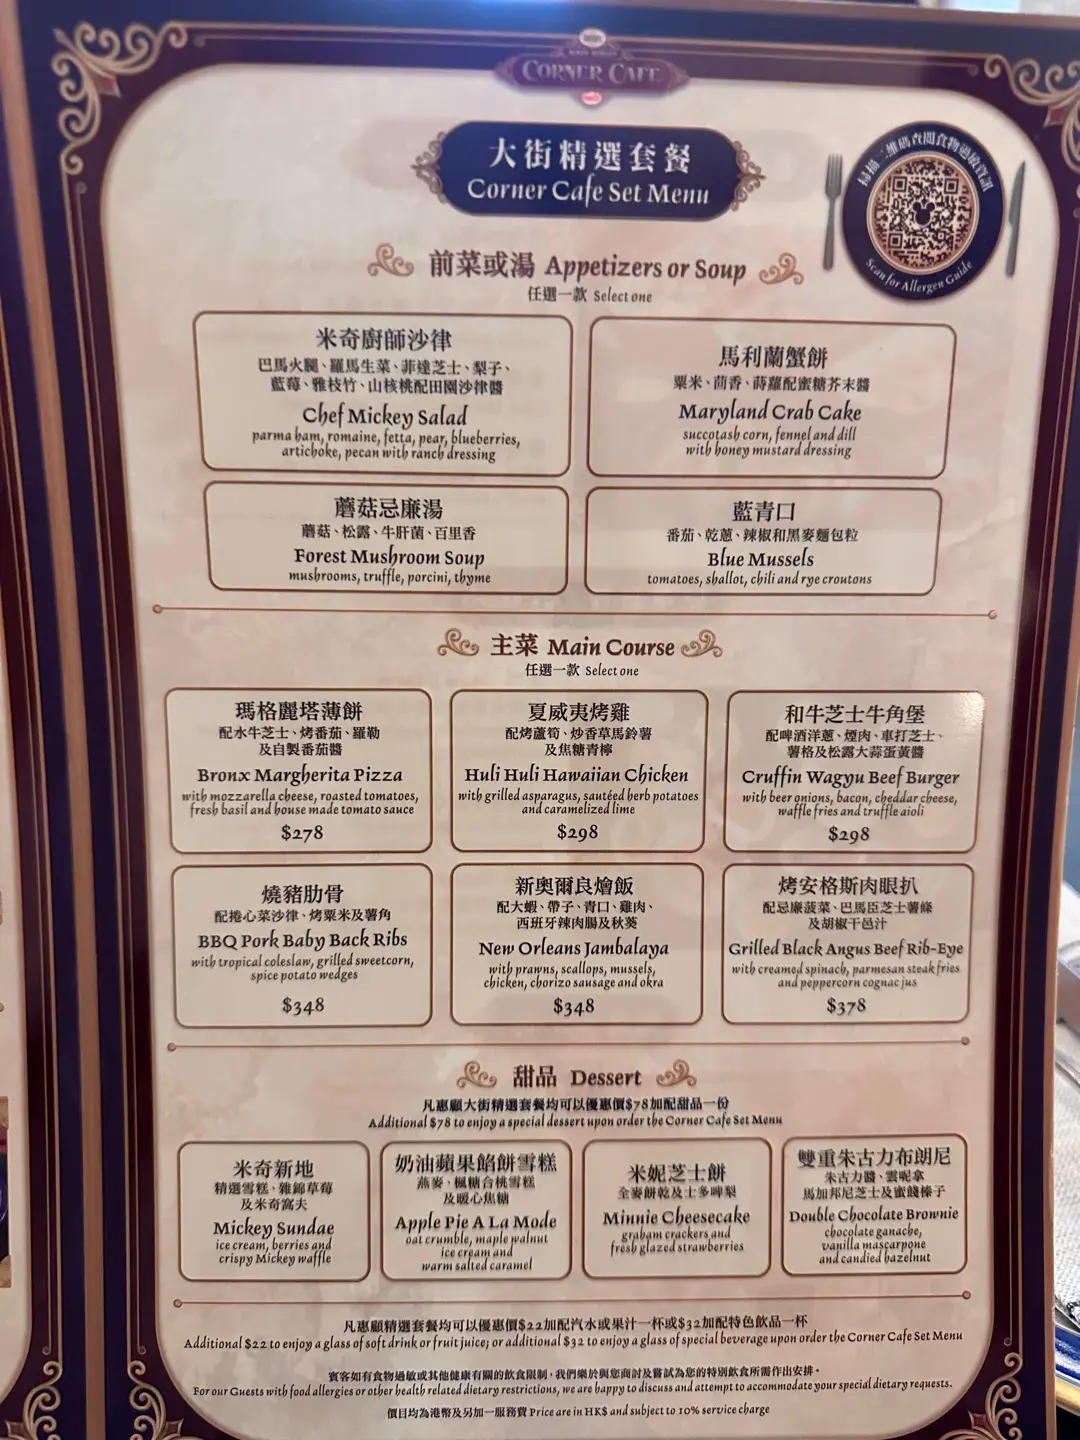 CORNER CAFE
大街精選套餐
Corner Cafe Set Menu
掃描二維碼查閱食物過敏資訊
Scan for Allergen Guide
前菜或湯 Appetizers or Soup
任選一款 Select one
米奇廚師沙律
巴馬火腿、羅馬生菜、菲達芝士、梨子、
藍莓、雅枝竹、山核桃配田園沙律醬
Chef Mickey Salad
parma ham, romaine, fetta, pear, blueberries,
artichoke, pecan with ranch dressing
馬利蘭蟹餅
粟米、茴香、蒔蘿配蜜糖芥末醬
Maryland Crab Cake
succotash corn, fennel and dill
with honey mustard dressing
蘑菇忌廉湯
蘑菇、松露、牛肝菌、百里香
Forest Mushroom Soup
mushrooms, truffle, porcini, thyme
藍青口
番茄、乾蔥、辣椒和黑麥麵包粒
Blue Mussels
tomatoes, shallot, chili and rye croutons
主菜 Main Course
任選一款 Select one
瑪格麗塔薄餅
配水牛芝士、烤番茄、羅勒
及自製番茄醬
Bronx Margherita Pizza
with mozzarella cheese, roasted tomatoes,
fresh basil and house made tomato sauce
$278
夏威夷烤雞
配烤蘆筍、炒香草馬鈴薯
及焦糖青檸
Huli Huli Hawaiian Chicken
with grilled asparagus, sautéed herb potatoes
and caramelized lime
$298
和牛芝士牛角堡
配啤酒洋蔥、煙肉、車打芝士、
薯格及松露大蒜蛋黃醬
Cruffin Wagyu Beef Burger
with beer onions, bacon, cheddar cheese,
waffle fries and truffle aioli
$298
燒豬肋骨
配捲心菜沙律、烤粟米及薯角
BBQ Pork Baby Back Ribs
with tropical coleslaw, grilled sweetcorn,
spice potato wedges
$348
新奧爾良燴飯
配大蝦、帶子、青口、雞肉、
西班牙辣肉腸及秋葵
New Orleans Jambalaya
with prawns, scallops, mussels,
chicken, chorizo sausage and okra
$348
烤安格斯肉眼扒
配忌廉菠菜、巴馬臣芝士薯條
及胡椒干邑汁
Grilled Black Angus Beef Rib-Eye
with creamed spinach, parmesan steak fries
and peppercorn cognac jus
$378
甜品 Dessert
凡惠顧大街精選套餐均可以優惠價$78加配甜品一份
Additional $78 to enjoy a special dessert upon order the Corner Cafe Set Menu
米奇新地
精選雪糕、雜錦草莓
及米奇窩夫
Mickey Sundae
ice cream, berries and
crispy Mickey waffle
奶油蘋果餡餅雪糕
燕麥、楓糖合桃雪糕
及暖心焦糖
Apple Pie A La Mode
oat crumble, maple walnut
ice cream and
warm salted caramel
米妮芝士餅
全麥餅乾及士多啤梨
Minnie Cheesecake
graham crackers and
fresh glazed strawberries
雙重朱古力布朗尼
朱古力醬、雲呢拿
馬加邦尼芝士及蜜餞榛子
Double Chocolate Brownie
chocolate ganache,
vanilla mascarpone
and candied hazelnut
凡惠顧精選套餐均可以優惠價$22加配汽水或果汁一杯或$32加配特色飲品一杯
Additional $22 to enjoy a glass of soft drink or fruit juice; or additional $32 to enjoy a glass of special beverage upon order the Corner Cafe Set Menu
賓客如有食物過敏或其他健康有關的飲食限制，我們樂於與您商討及嘗試為您的特別飲食所需作出安排。
For our Guests with food allergies or other health related dietary restrictions, we are happy to discuss and attempt to accommodate your special dietary requests.
價目均為港幣及另加一服務費 Price are in HK$ and subject to 10% service charge